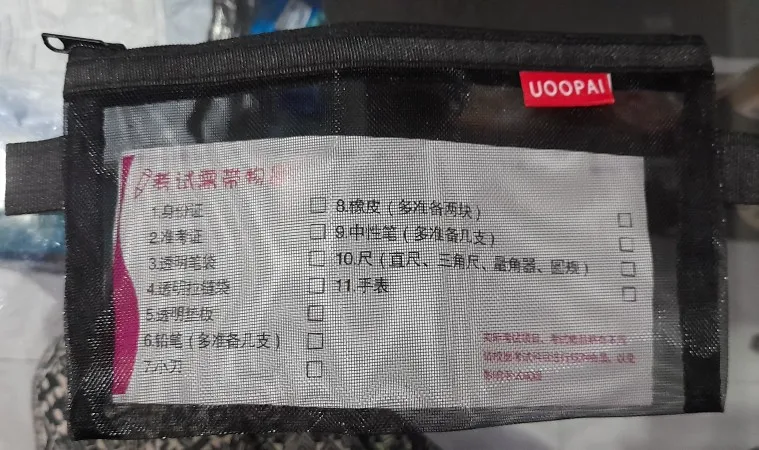 UOOPAI
考试需带物品
1.身份证
2.准考证
3.透明笔袋
4.透明拉链袋
5.透明垫板
6.铅笔（多准备几支）
7.小刀
8.橡皮（多准备两块）
9.中性笔（多准备几支）
10.尺（直尺、三角尺、量角器、圆规）
11.手表